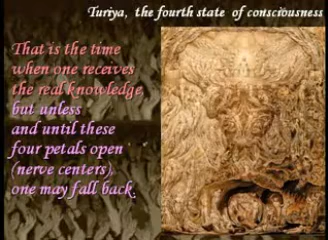 Turiya, the fourth state of consciousness
That is the time
when one receives
the real knowledge,
but unless
and until these
four petals open
(nerve centers),
one may fall back.